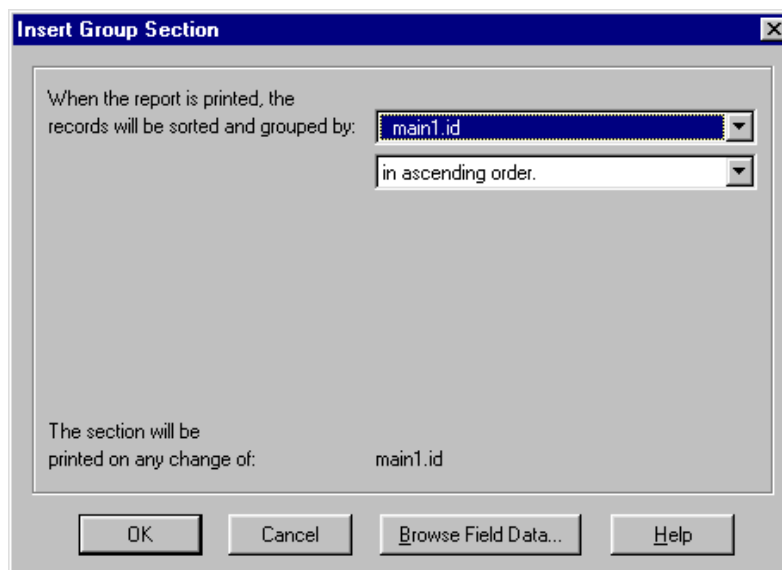 Insert Group Section
When the report is printed, the
records will be sorted and grouped by:
main1.id
in ascending order.
The section will be
printed on any change of:
main1.id
OK
Cancel
Browse Field Data...
Help